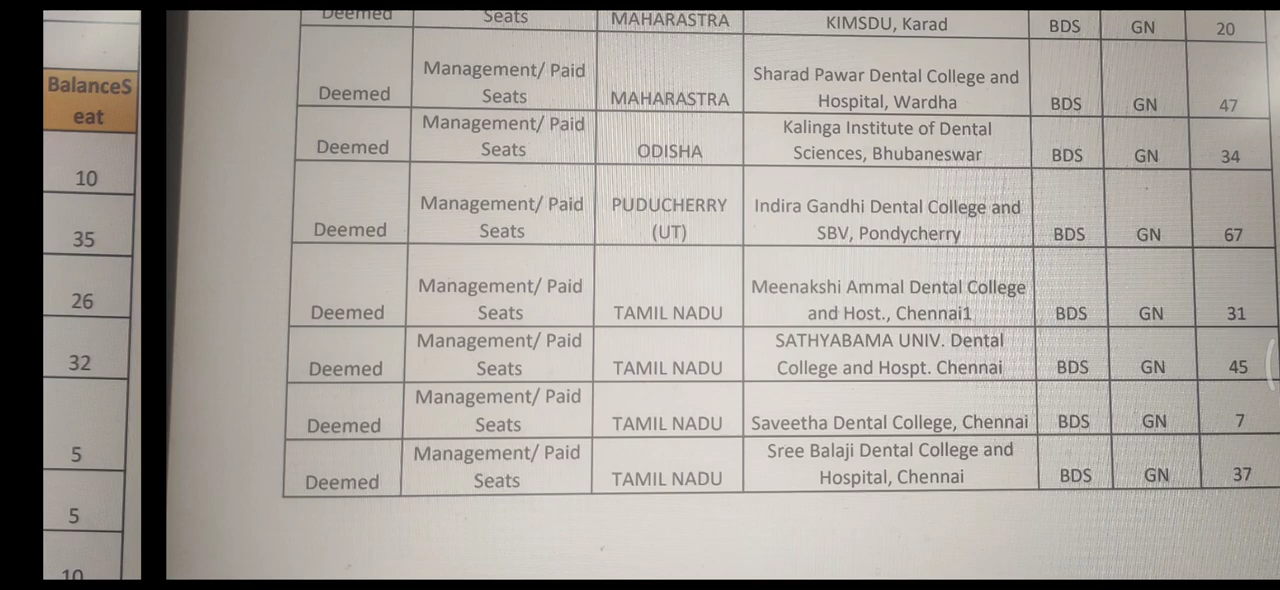 BalanceS
eat
10
35
26
32
5
5
10
Deemed Seats MAHARASTRA KIMSDU, Karad BDS GN 20
Management/ Paid Sharad Pawar Dental College and
Deemed Seats MAHARASTRA Hospital, Wardha BDS GN 47
Management/ Paid Kalinga Institute of Dental
Deemed Seats ODISHA Sciences, Bhubaneswar BDS GN 34
Management/ Paid PUDUCHERRY Indira Gandhi Dental College and
Deemed Seats (UT) SBV, Pondycherry BDS GN 67
Management/ Paid Meenakshi Ammal Dental College
Deemed Seats TAMIL NADU and Host., Chennai1 BDS GN 31
Management/ Paid SATHYABAMA UNIV. Dental
Deemed Seats TAMIL NADU College and Hospt. Chennai BDS GN 45
Management/ Paid
Deemed Seats TAMIL NADU Saveetha Dental College, Chennai BDS GN 7
Management/ Paid Sree Balaji Dental College and
Deemed Seats TAMIL NADU Hospital, Chennai BDS GN 37